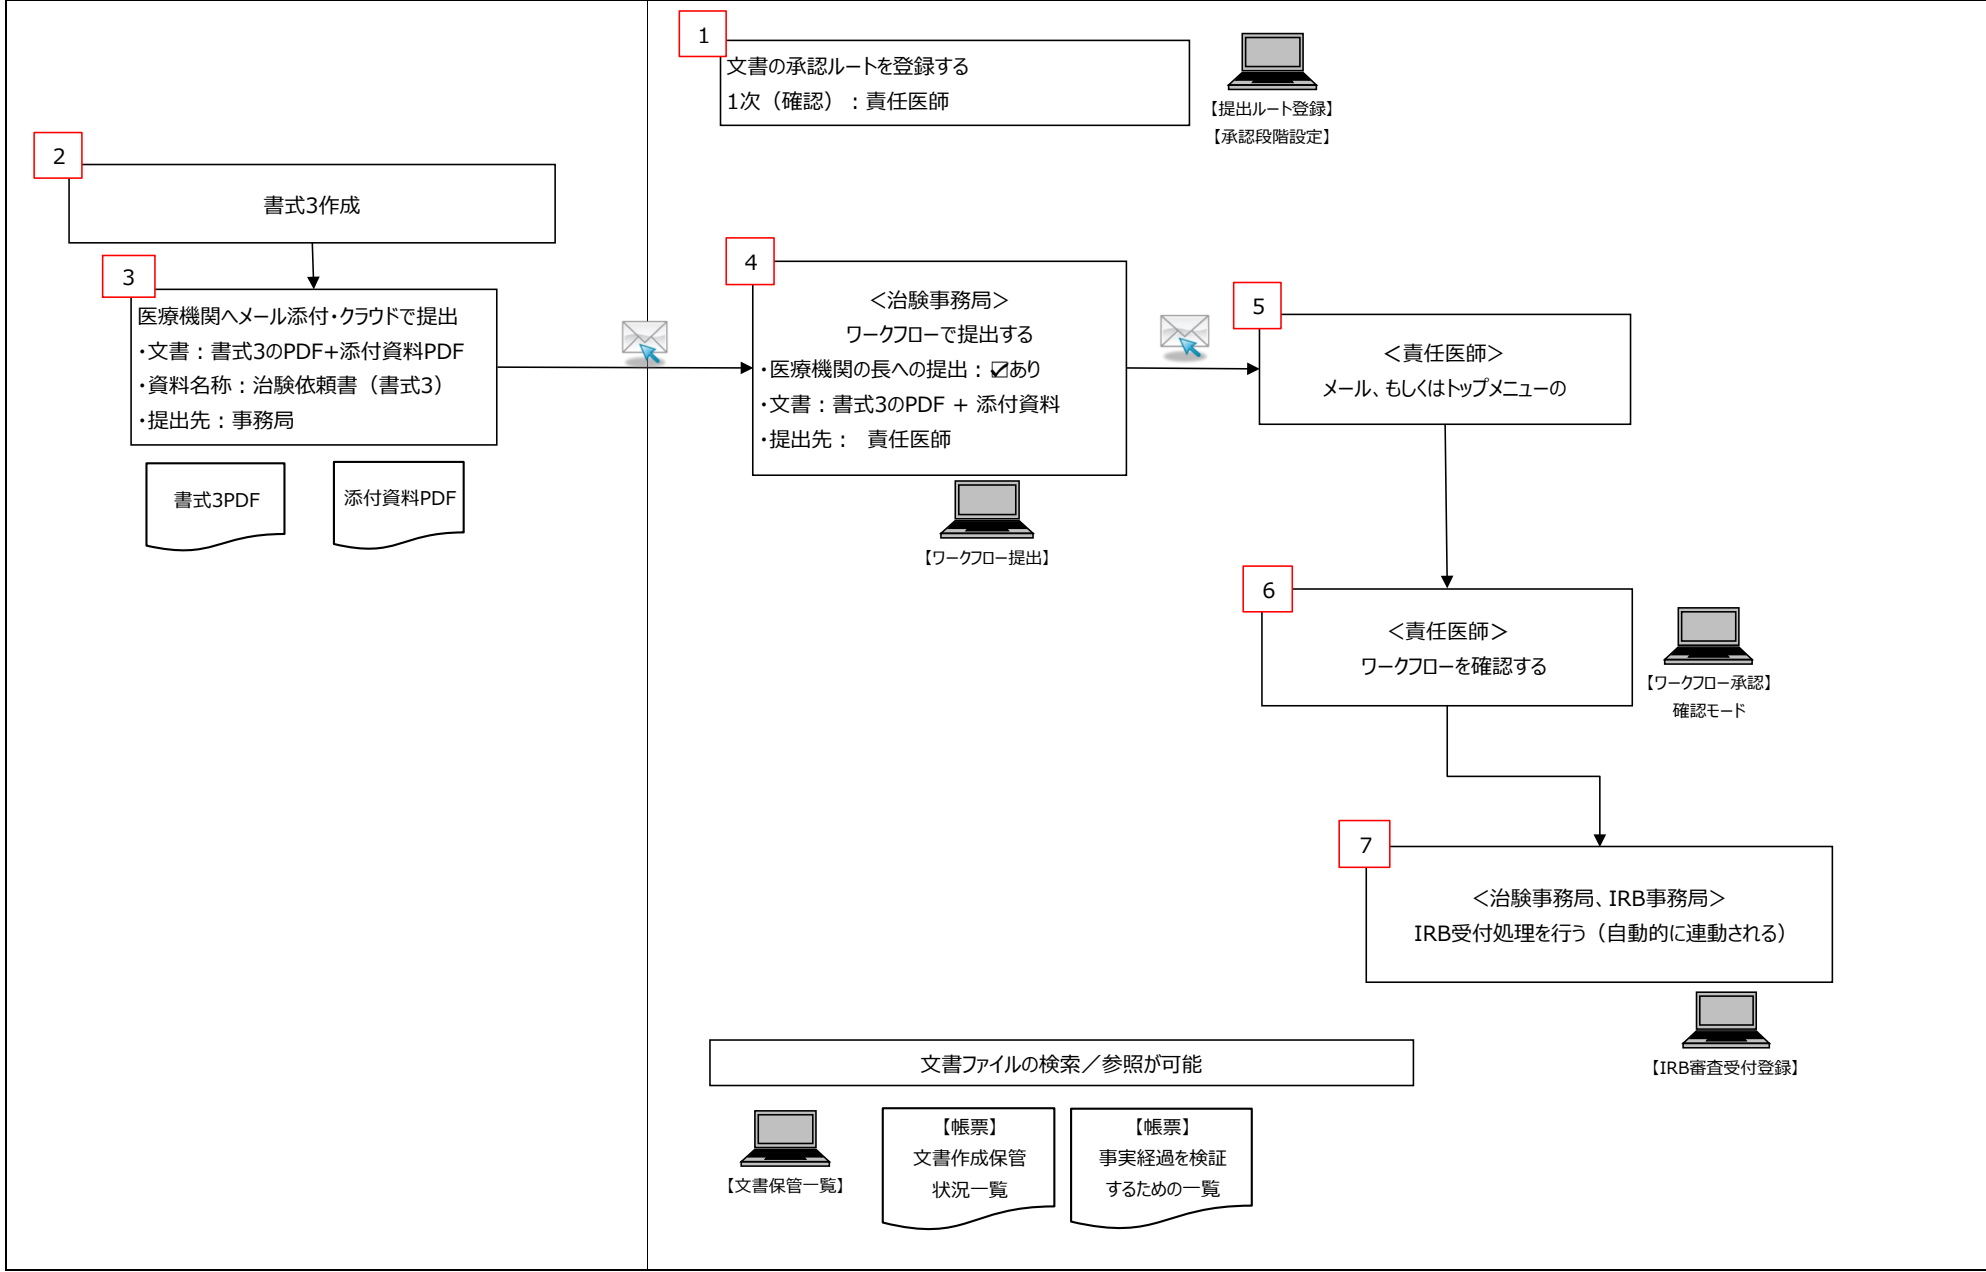 1
文書の承認ルートを登録する
1次（確認）：責任医師
【提出ルート登録】
【承認段階設定】
2
書式3作成
3
医療機関へメール添付・クラウドで提出
・文書：書式3のPDF+添付資料PDF
・資料名称：治験依頼書（書式3）
・提出先：事務局
書式3PDF
添付資料PDF
4
＜治験事務局＞
ワークフローで提出する
・医療機関の長への提出：☑あり
・文書：書式3のPDF + 添付資料
・提出先： 責任医師
【ワークフロー提出】
5
＜責任医師＞
メール、もしくはトップメニューの
6
＜責任医師＞
ワークフローを確認する
【ワークフロー承認】
確認モード
7
＜治験事務局、IRB事務局＞
IRB受付処理を行う（自動的に連動される）
【IRB審査受付登録】
文書ファイルの検索／参照が可能
【文書保管一覧】
【帳票】
文書作成保管
状況一覧
【帳票】
事実経過を検証
するための一覧